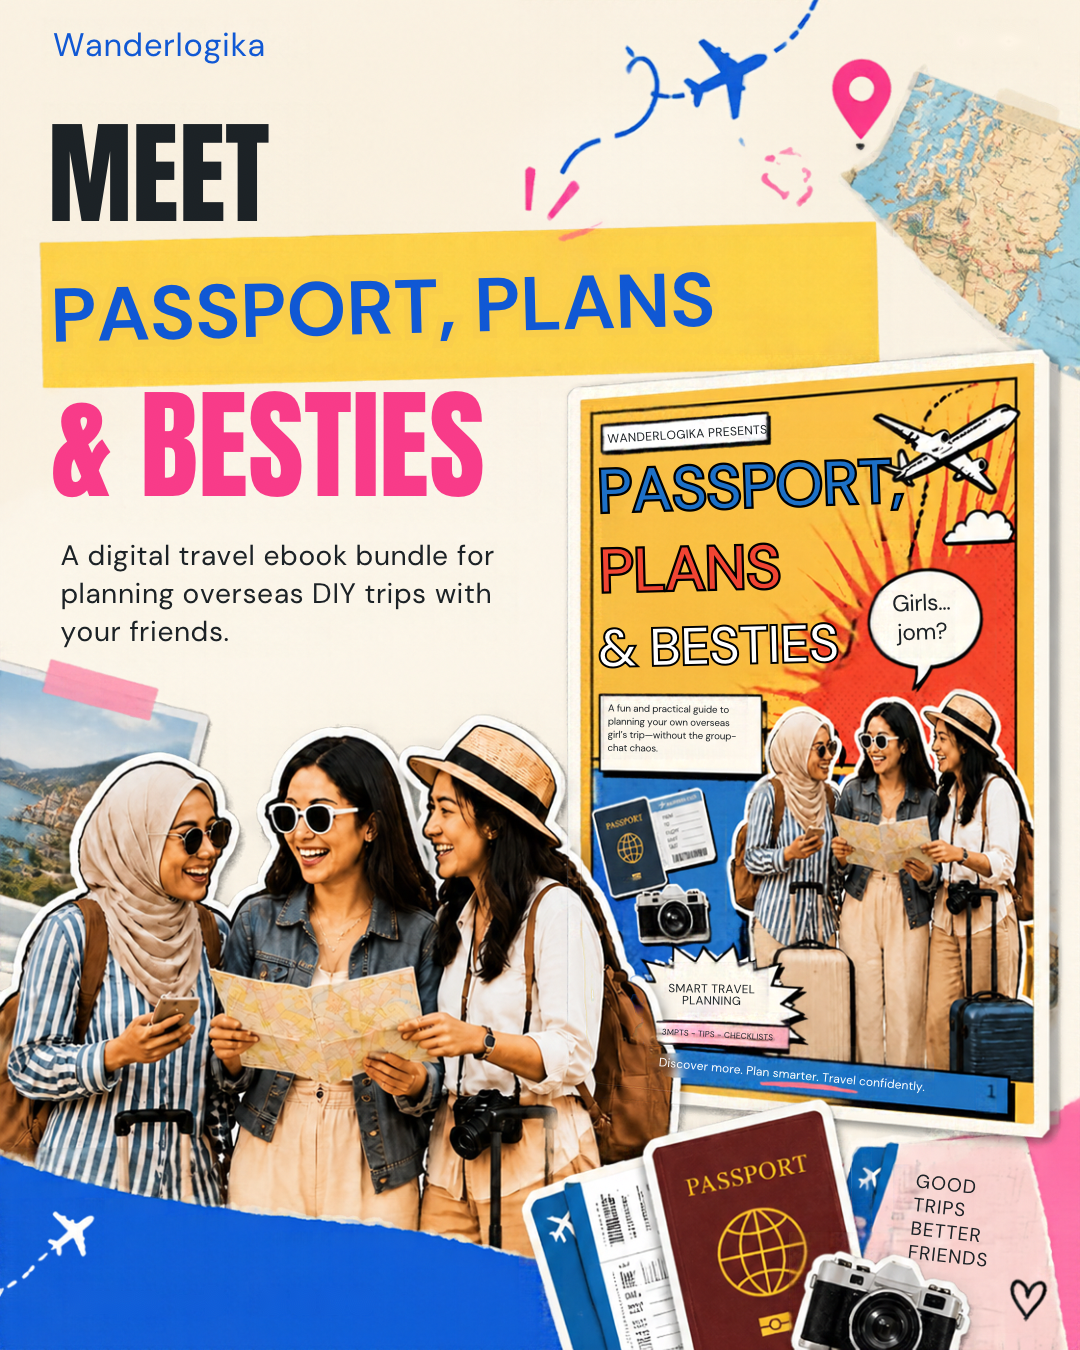 Wanderlogika
MEET
PASSPORT, PLANS
& BESTIES
A digital travel ebook bundle for
planning overseas DIY trips with
your friends.
WANDERLOGIKA PRESENTS
PASSPORT,
PLANS
& BESTIES
Girls...
jom?
A fun and practical guide to
planning your own overseas
girl's trip—without the group-
chat chaos.
PASSPORT
SMART TRAVEL
PLANNING
3MPTS - TIPS - CHECKLISTS
Discover more. Plan smarter. Travel confidently.
1
PASSPORT
GOOD
TRIPS
BETTER
FRIENDS